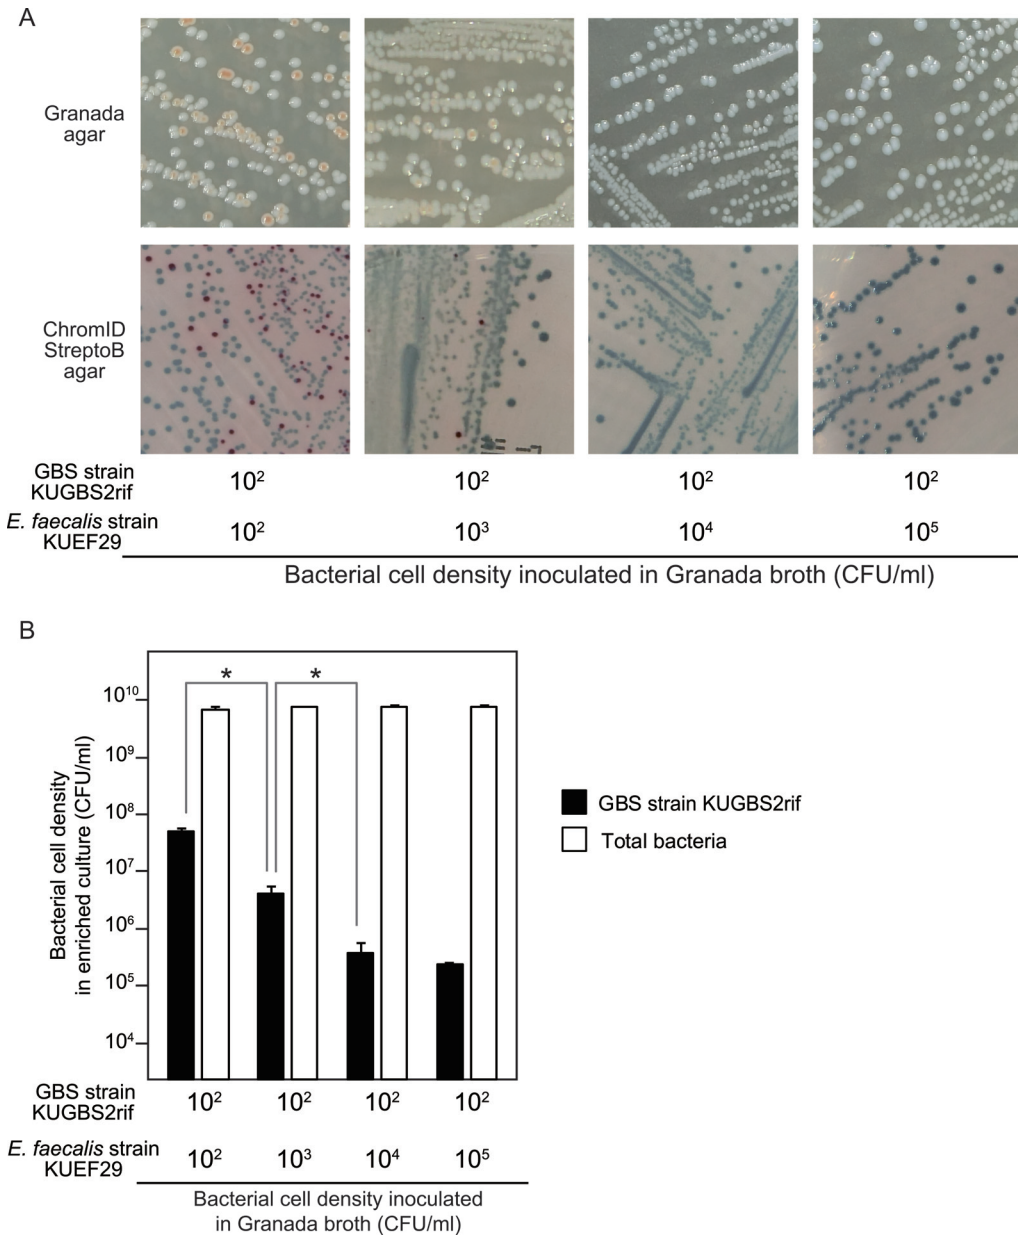 A
Granada
agar
ChromID
StreptoB
agar
GBS strain
KUGBS2rif
10² 10² 10² 10²
E. faecalis strain
KUEF29
10² 10³ 10⁴ 10⁵
Bacterial cell density inoculated in Granada broth (CFU/ml)
B
Bacterial cell density
in enriched culture (CFU/ml)
10¹⁰
10⁹
10⁸
10⁷
10⁶
10⁵
10⁴
* *
GBS strain KUGBS2rif
Total bacteria
GBS strain
KUGBS2rif
10² 10² 10² 10²
E. faecalis strain
KUEF29
10² 10³ 10⁴ 10⁵
Bacterial cell density inoculated
in Granada broth (CFU/ml)